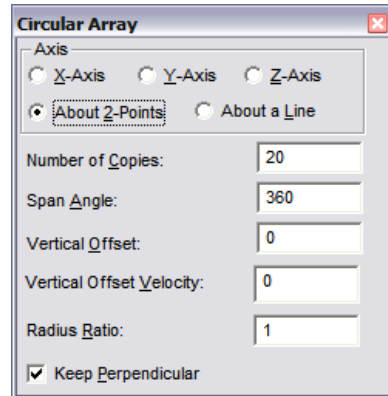 Circular Array
Axis
X-Axis Y-Axis Z-Axis
About 2-Points About a Line
Number of Copies: 20
Span Angle: 360
Vertical Offset: 0
Vertical Offset Velocity: 0
Radius Ratio: 1
Keep Perpendicular